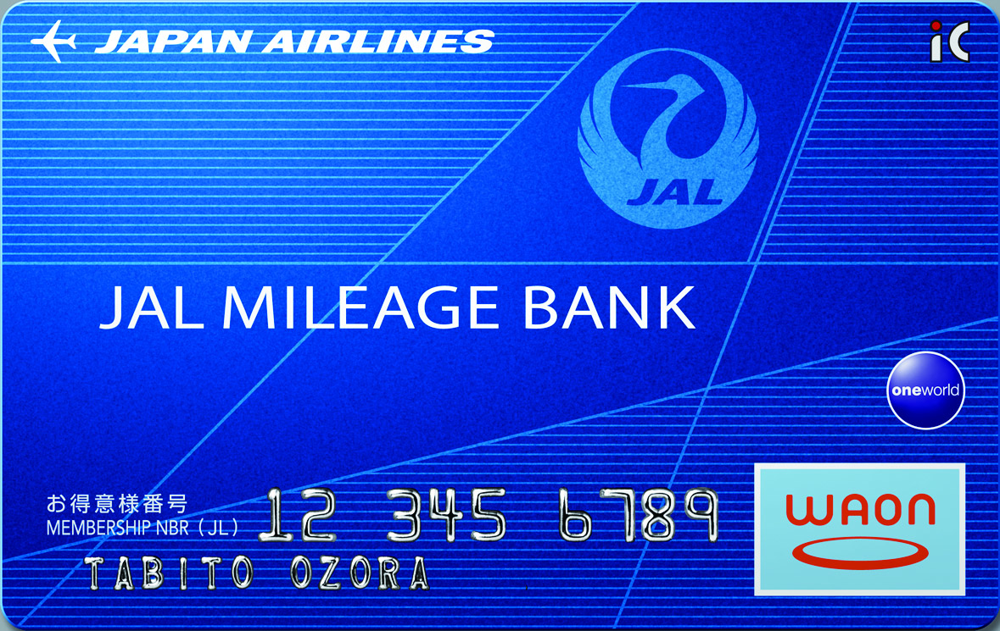 JAPAN AIRLINES
iC
JAL
JAL MILEAGE BANK
oneworld
お得意様番号
MEMBERSHIP NBR (JL)
12 345 6789
TABITO OZORA
WAON